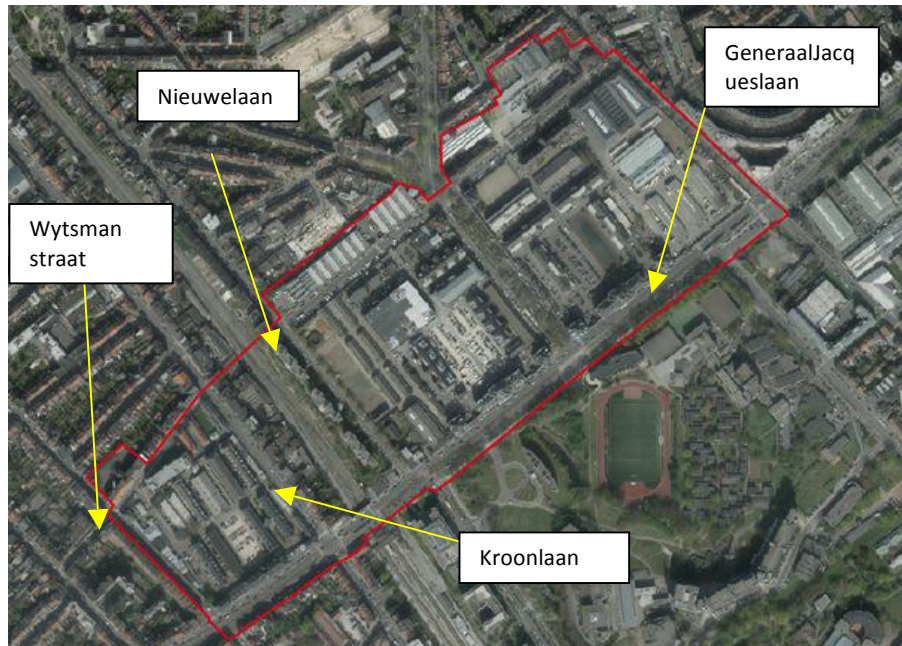 GeneraalJacq
ueslaan
Nieuwelaan
Wytsman
straat
Kroonlaan